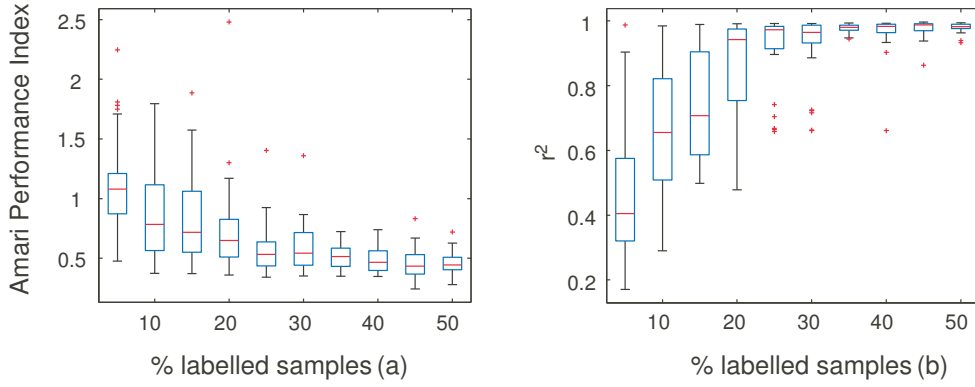 Amari Performance Index
2.5
2
1.5
1
0.5
10 20 30 40 50
% labelled samples (a)
r²
1
0.8
0.6
0.4
0.2
10 20 30 40 50
% labelled samples (b)